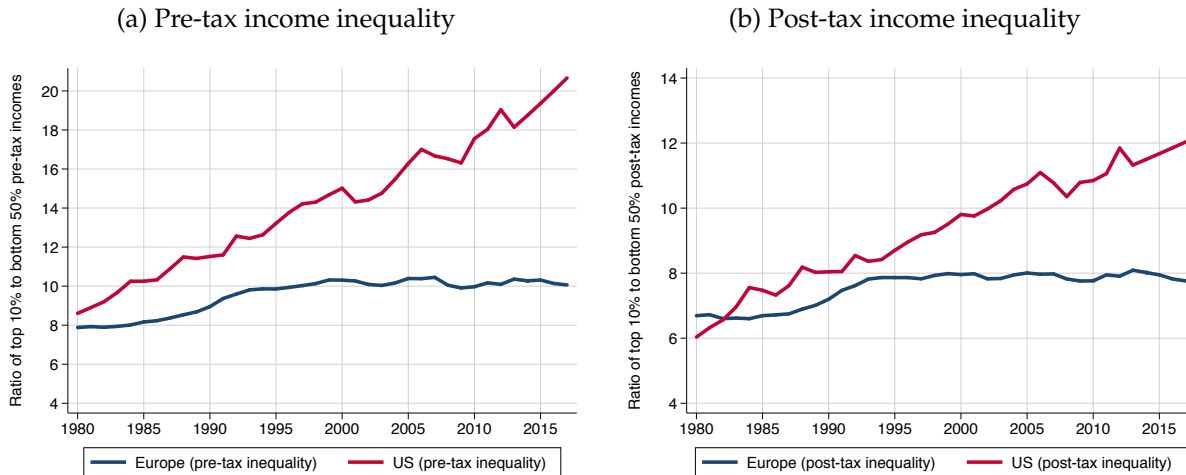 (a) Pre-tax income inequality
Ratio of top 10% to bottom 50% pre-tax incomes
20
18
16
14
12
10
8
6
4
1980 1985 1990 1995 2000 2005 2010 2015
Europe (pre-tax inequality) US (pre-tax inequality)
(b) Post-tax income inequality
Ratio of top 10% to bottom 50% post-tax incomes
14
12
10
8
6
4
1980 1985 1990 1995 2000 2005 2010 2015
Europe (post-tax inequality) US (post-tax inequality)